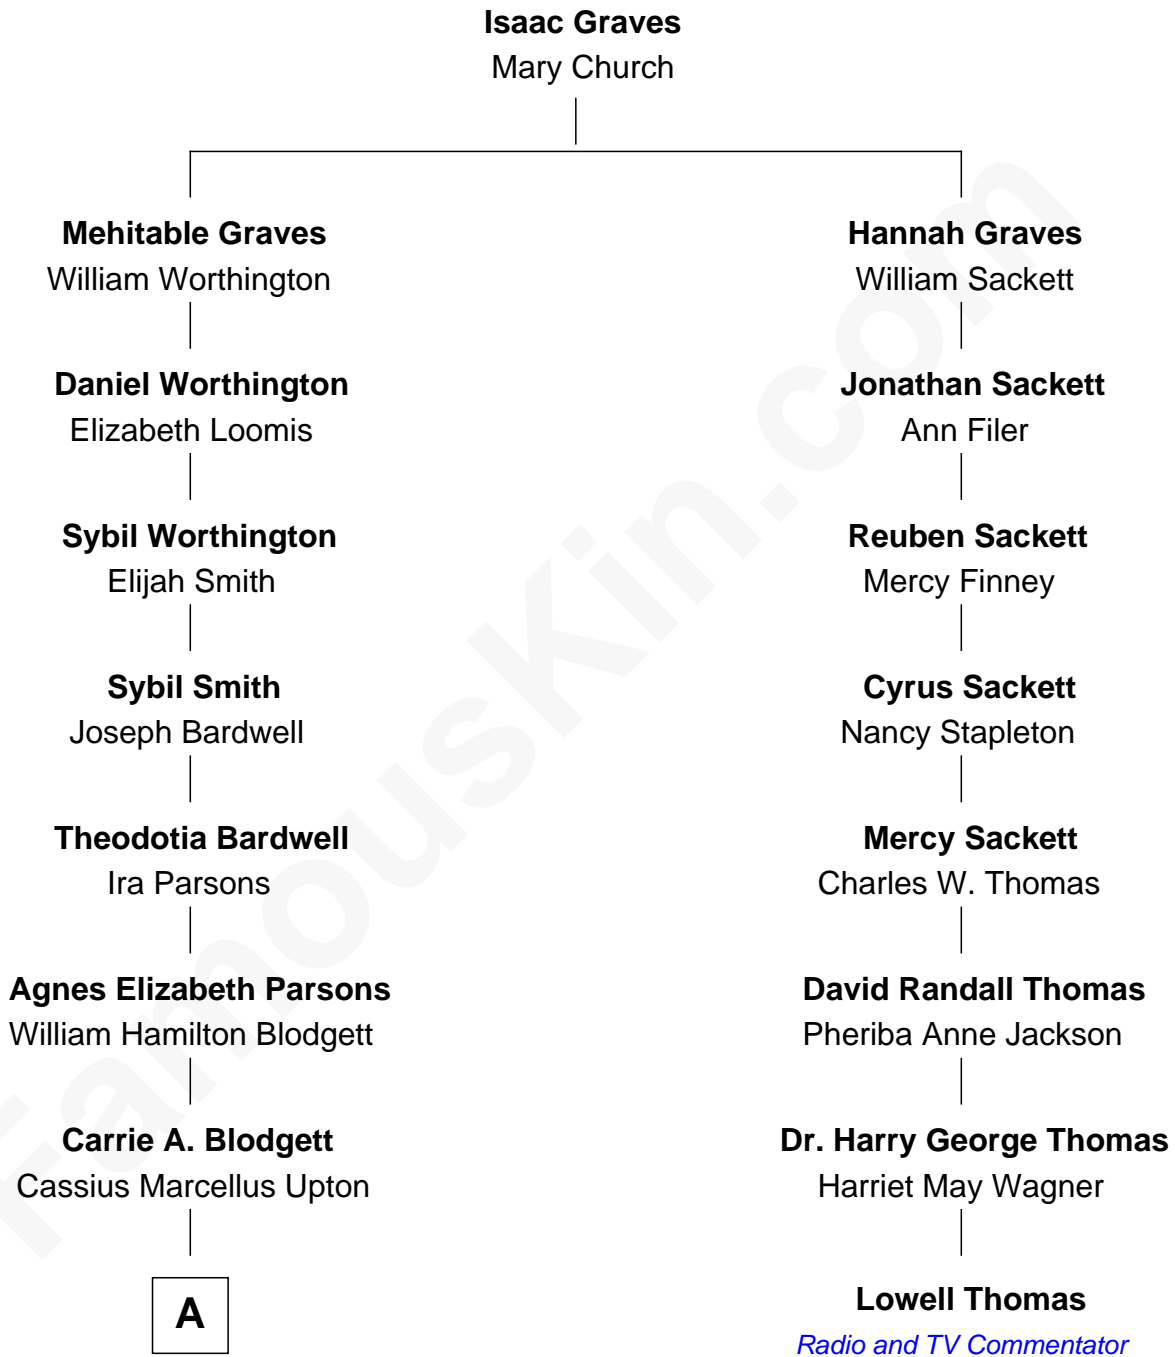 Isaac Graves
Mary Church
Mehitable Graves
William Worthington
Hannah Graves
William Sackett
Daniel Worthington
Elizabeth Loomis
Jonathan Sackett
Ann Filer
Sybil Worthington
Elijah Smith
Reuben Sackett
Mercy Finney
Sybil Smith
Joseph Bardwell
Cyrus Sackett
Nancy Stapleton
Theodotia Bardwell
Ira Parsons
Mercy Sackett
Charles W. Thomas
Agnes Elizabeth Parsons
William Hamilton Blodgett
David Randall Thomas
Pheriba Anne Jackson
Carrie A. Blodgett
Cassius Marcellus Upton
Dr. Harry George Thomas
Harriet May Wagner
A
Lowell Thomas
Radio and TV Commentator
FamousKin.com